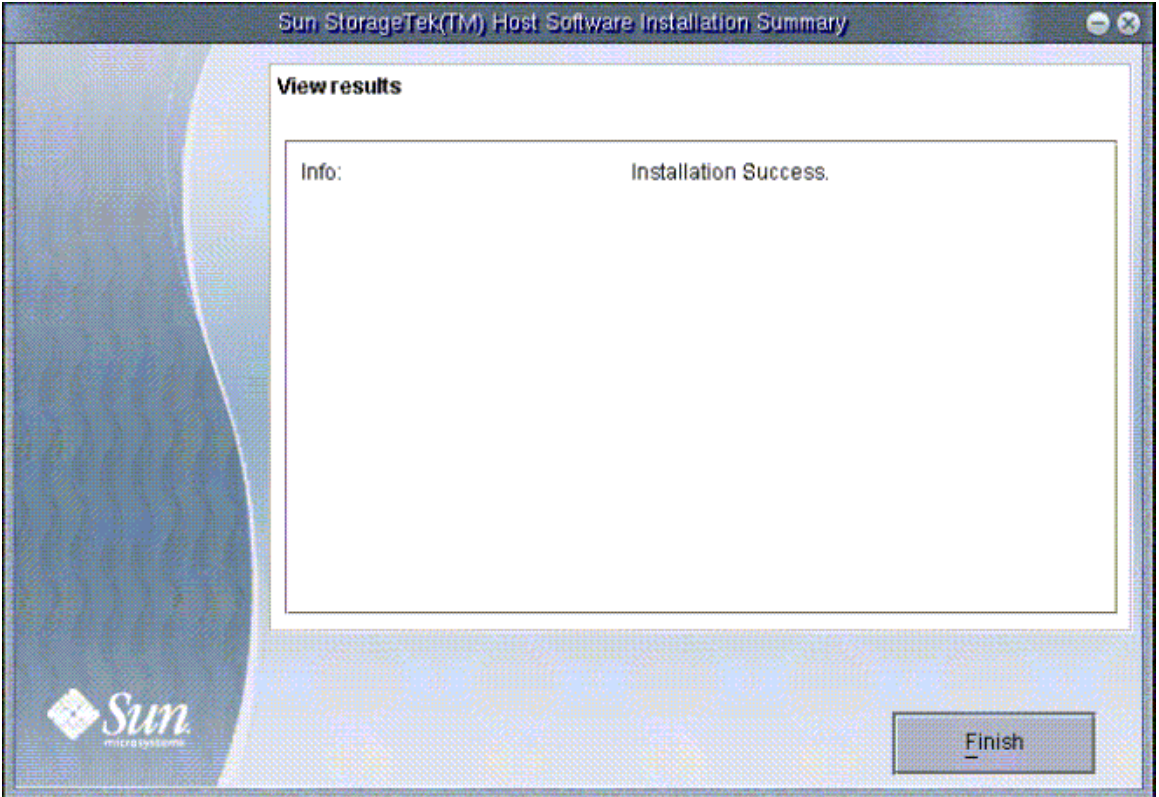 Sun StorageTek(TM) Host Software Installation Summary
View results
Info: Installation Success.
Sun
microsystems
Finish